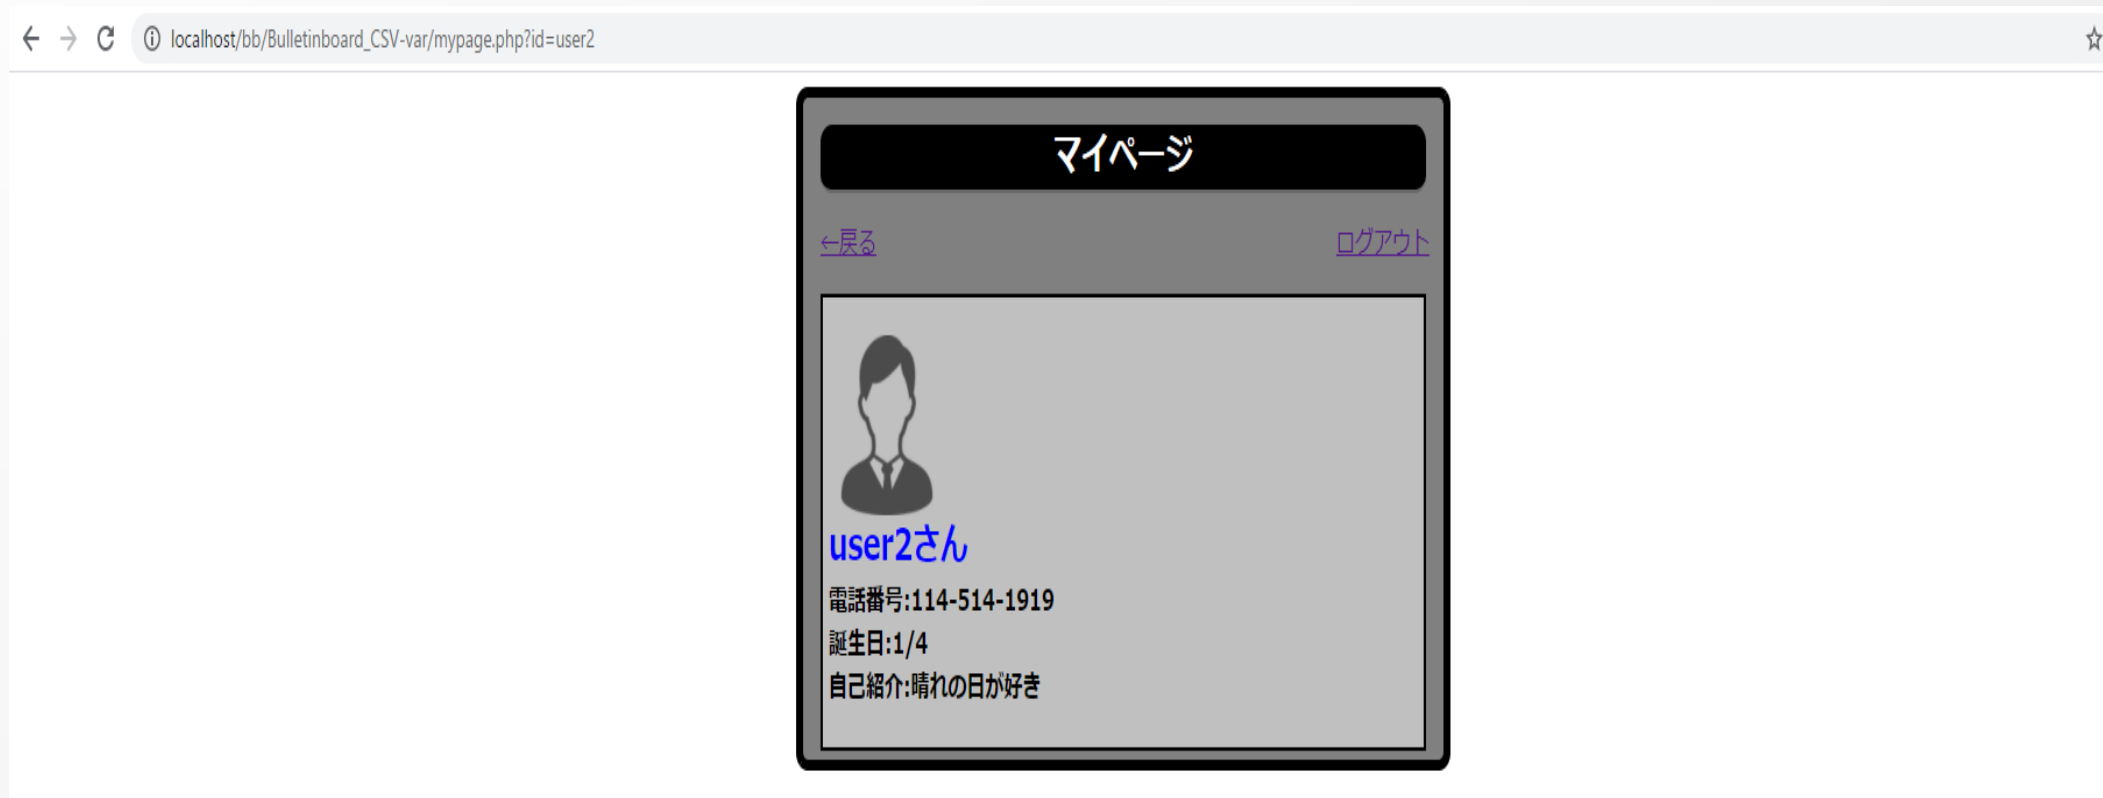 localhost/bb/Bulletinboard_CSV-var/mypage.php?id=user2
マイページ
←戻る
ログアウト
user2さん
電話番号:114-514-1919
誕生日:1/4
自己紹介:晴れの日が好き